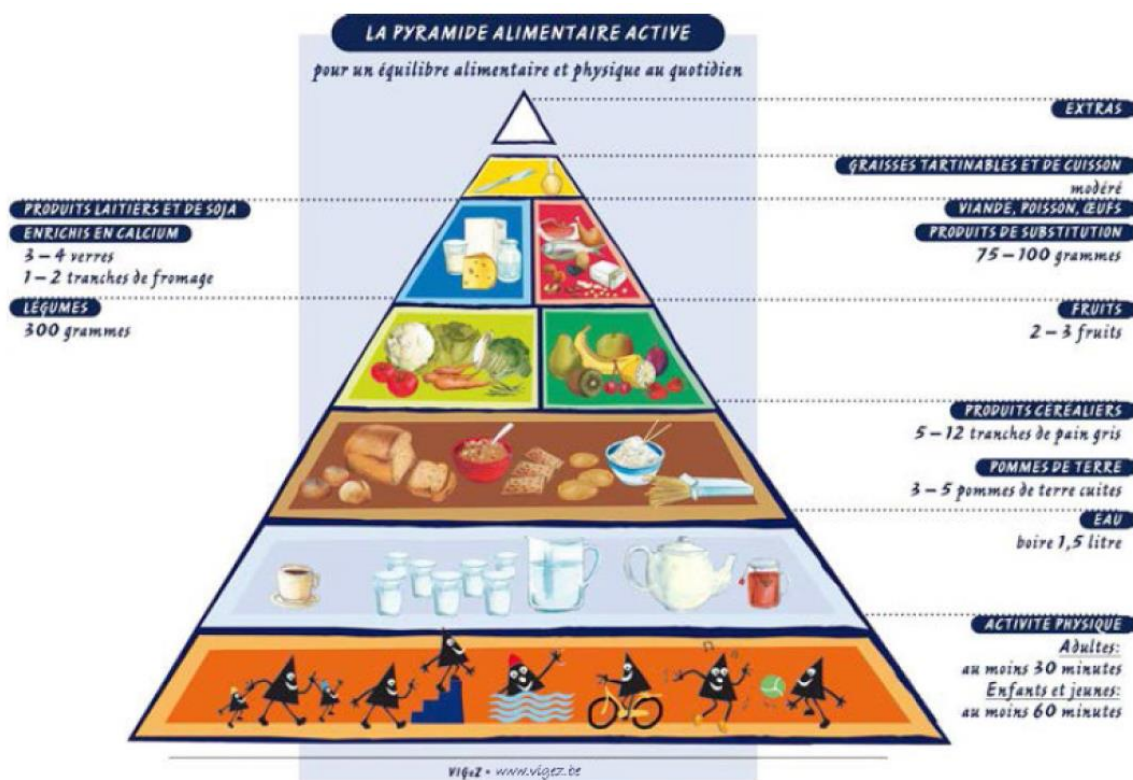 LA PYRAMIDE ALIMENTAIRE ACTIVE
pour un équilibre alimentaire et physique au quotidien
EXTRAS
GRAISSES TARTINABLES ET DE CUISSON
modéré
PRODUITS LAITIERS ET DE SOJA
ENRICHIS EN CALCIUM
3 – 4 verres
1 – 2 tranches de fromage
VIANDE, POISSON, ŒUFS
PRODUITS DE SUBSTITUTION
75 – 100 grammes
LÉGUMES
300 grammes
FRUITS
2 – 3 fruits
PRODUITS CÉRÉALIERS
5 – 12 tranches de pain gris
POMMES DE TERRE
3 – 5 pommes de terre cuites
EAU
boire 1,5 litre
ACTIVITÉ PHYSIQUE
Adultes:
au moins 30 minutes
Enfants et jeunes:
au moins 60 minutes
VIGeZ • www.vigez.be